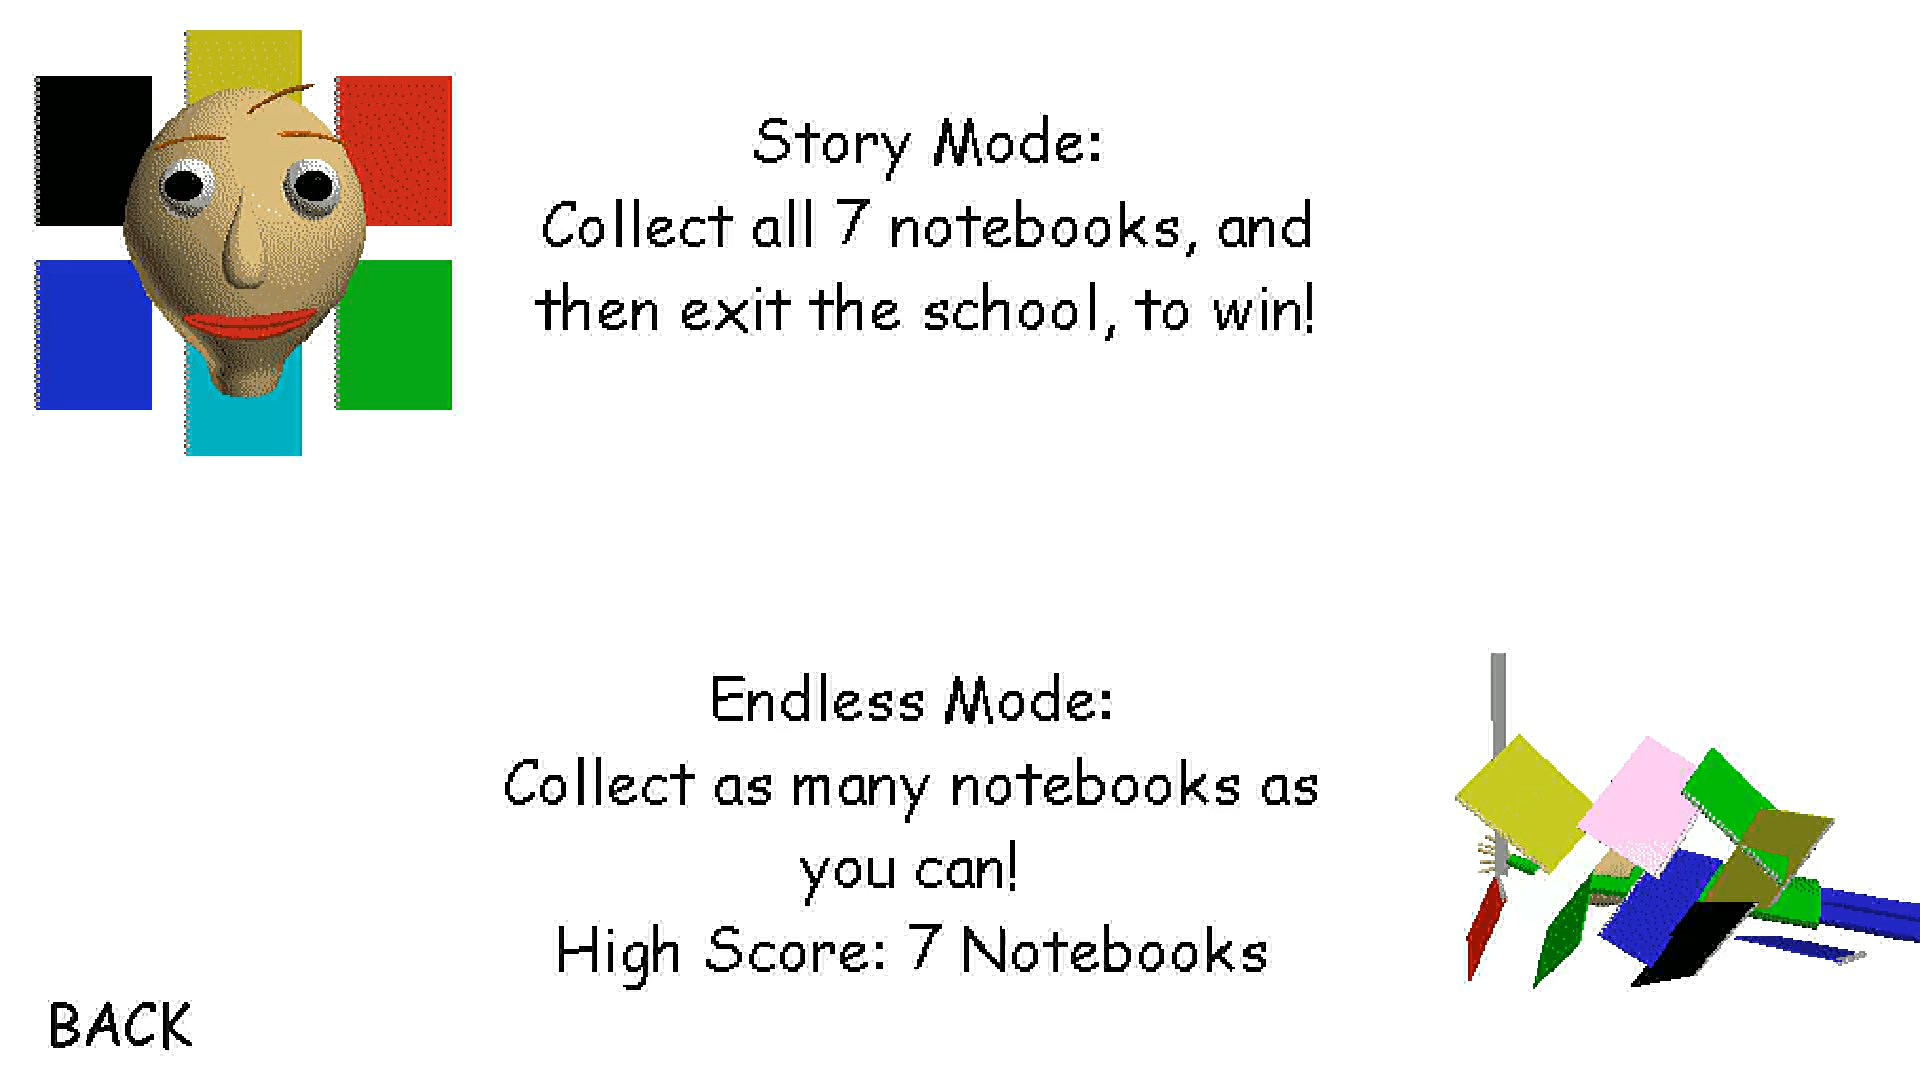 Story Mode:
Collect all 7 notebooks, and
then exit the school, to win!
Endless Mode:
Collect as many notebooks as
you can!
High Score: 7 Notebooks
BACK